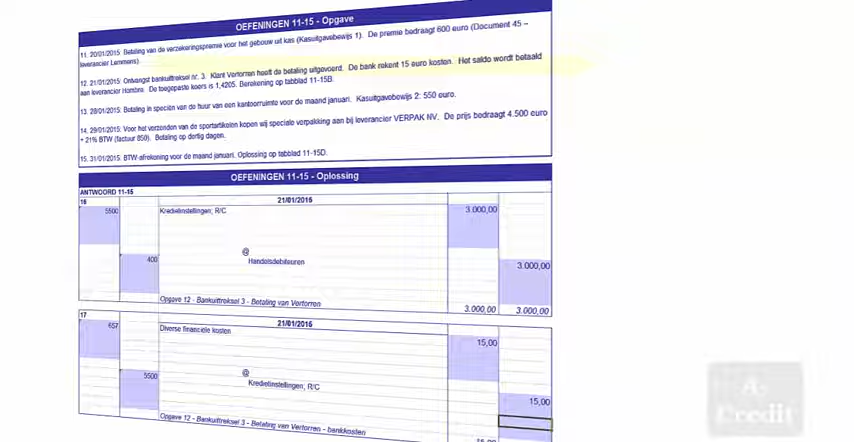 OEFENINGEN 11-15 - Opgave
11. 20/01/2015: Betaling van de verzekeringspremie voor het gebouw uit kas (Kasuitgavebewijs 1). De premie bedraagt 600 euro (Document 45 –
leverancier Lemmens).
12. 21/01/2015: Ontvangst bankuittreksel nr. 3. Klant Vertorren heeft de betaling uitgevoerd. De bank rekent 15 euro kosten. Het saldo wordt betaald
aan leverancier Hombre. De toegepaste koers is 1,4205. Berekening op tabblad 11-15B.
13. 28/01/2015: Betaling in speciën van de huur van een kantoorruimte voor de maand januari. Kasuitgavebewijs 2: 550 euro.
14. 29/01/2015: Voor het verzenden van de sportartikelen kopen wij speciale verpakking aan bij leverancier VERPAK NV. De prijs bedraagt 4.500 euro
+ 21% BTW (factuur 850). Betaling op dertig dagen.
15. 31/01/2015: BTW-afrekening voor de maand januari. Oplossing op tabblad 11-15D.
OEFENINGEN 11-15 - Oplossing
ANTWOORD 11-15
16 21/01/2015
5500 Kredietinstellingen; R/C 3.000,00
@
400 Handelsdebiteuren 3.000,00
Opgave 12 - Bankuittreksel 3 - Betaling van Vertorren 3.000,00 3.000,00
17 21/01/2015
657 Diverse financiële kosten 15,00
@
5500 Kredietinstellingen; R/C 15,00
Opgave 12 - Bankuittreksel 3 - Betaling van Vertorren - bankkosten
A-
Credit